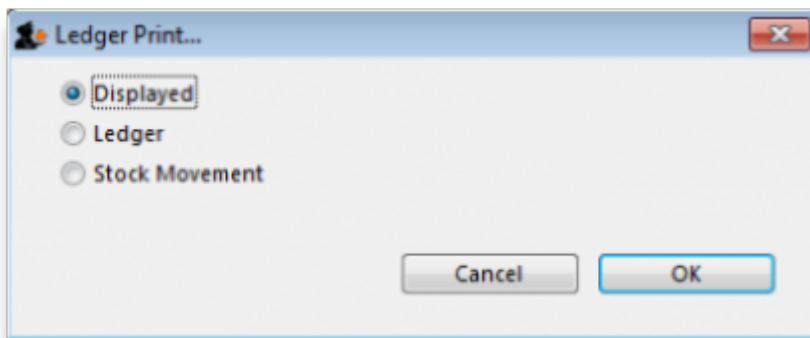 Ledger Print...
Displayed
Ledger
Stock Movement
Cancel OK